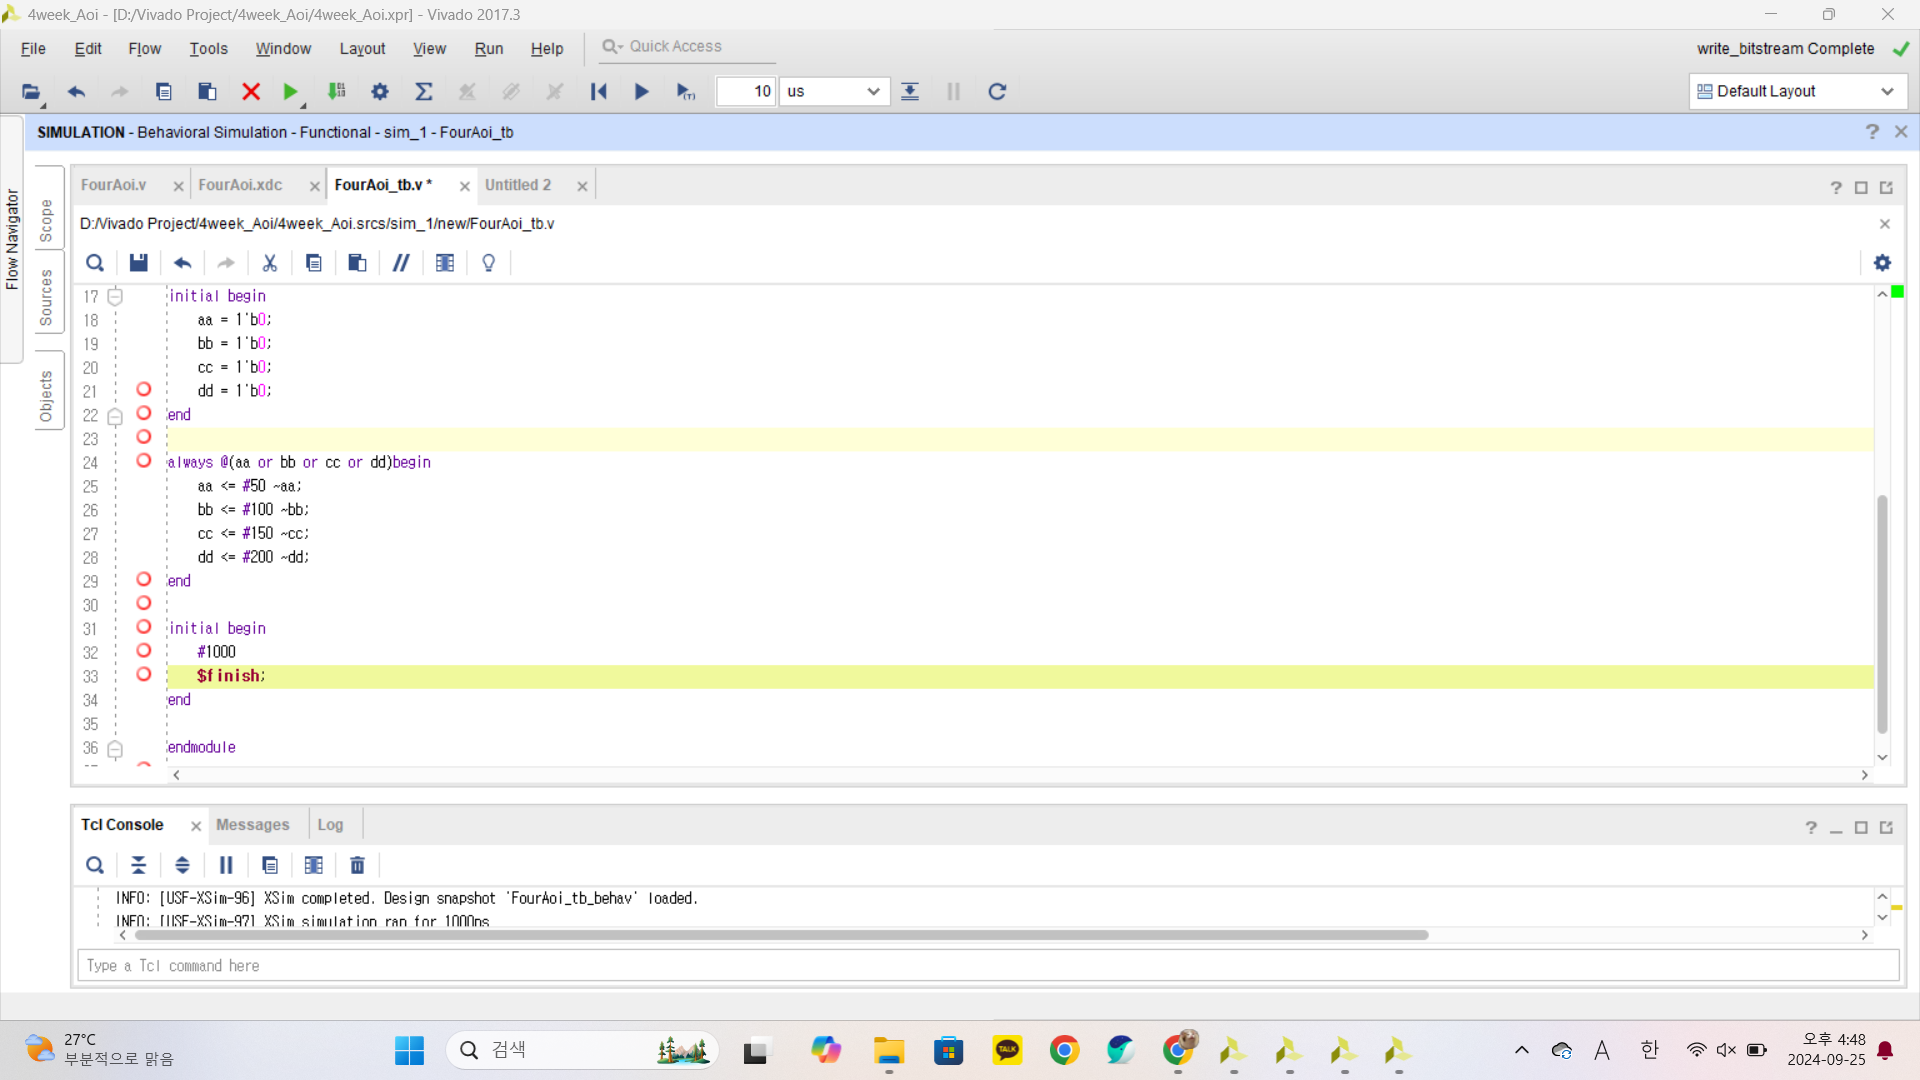 4week_Aoi - [D:/Vivado Project/4week_Aoi/4week_Aoi.xpr] - Vivado 2017.3
File Edit Flow Tools Window Layout View Run Help Quick Access
write_bitstream Complete
10 us
Default Layout
SIMULATION - Behavioral Simulation - Functional - sim_1 - FourAoi_tb
Flow Navigator
Scope
Sources
Objects
FourAoi.v FourAoi.xdc FourAoi_tb.v * Untitled 2
D:/Vivado Project/4week_Aoi/4week_Aoi.srcs/sim_1/new/FourAoi_tb.v
17 initial begin
18 aa = 1'b0;
19 bb = 1'b0;
20 cc = 1'b0;
21 dd = 1'b0;
22 end
23
24 always @(aa or bb or cc or dd)begin
25 aa <= #50 ~aa;
26 bb <= #100 ~bb;
27 cc <= #150 ~cc;
28 dd <= #200 ~dd;
29 end
30
31 initial begin
32 #1000
33 $finish;
34 end
35
36 endmodule
Tcl Console Messages Log
INFO: [USF-XSim-96] XSim completed. Design snapshot 'FourAoi_tb_behav' loaded.
INFO: [USF-XSim-97] XSim simulation ran for 1000ns
Type a Tcl command here
27°C
부분적으로 맑음
검색
TALK
A 한
오후 4:48
2024-09-25